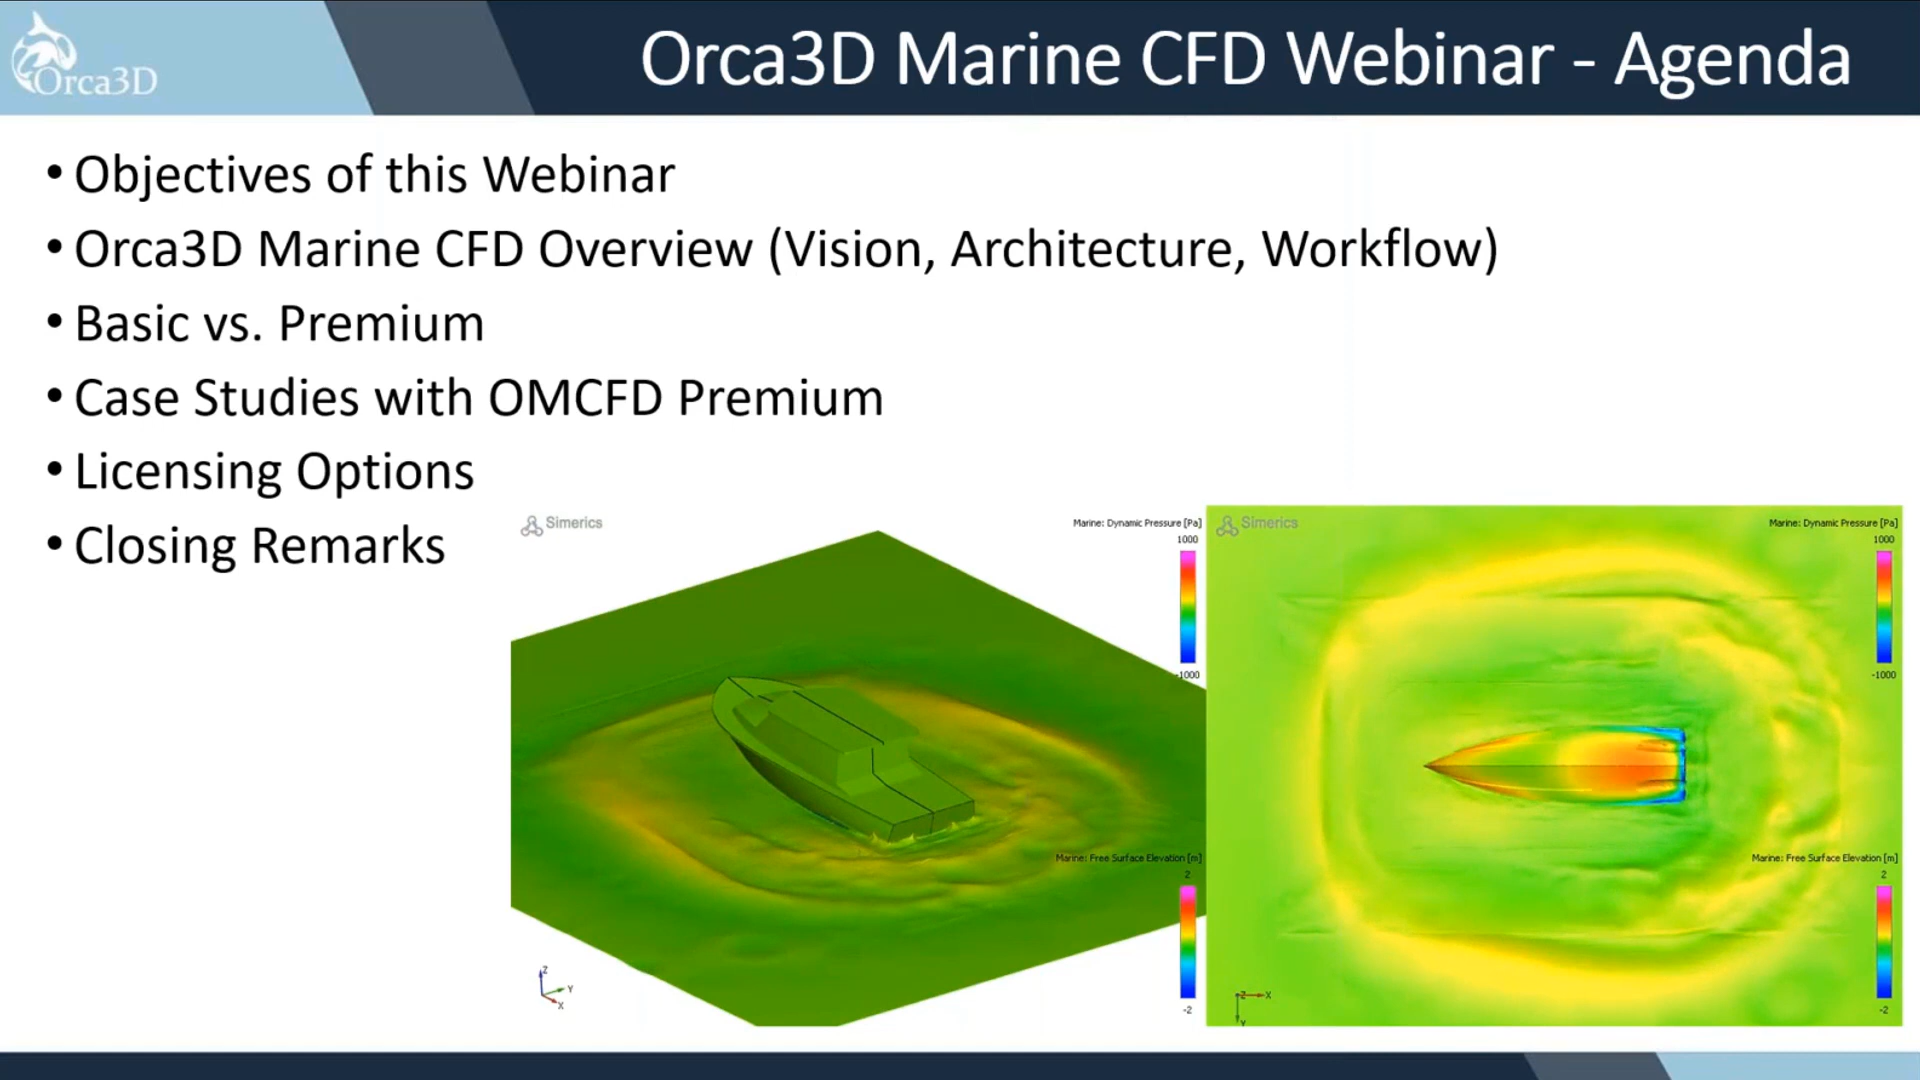 Orca3D
Orca3D Marine CFD Webinar - Agenda
• Objectives of this Webinar
• Orca3D Marine CFD Overview (Vision, Architecture, Workflow)
• Basic vs. Premium
• Case Studies with OMCFD Premium
• Licensing Options
• Closing Remarks
Simerics
Marine: Dynamic Pressure [Pa]
1000
-1000
Marine: Free Surface Elevation [m]
2
-2
Z
Y
X
Simerics
Marine: Dynamic Pressure [Pa]
1000
-1000
Marine: Free Surface Elevation [m]
2
-2
Z
X
Y